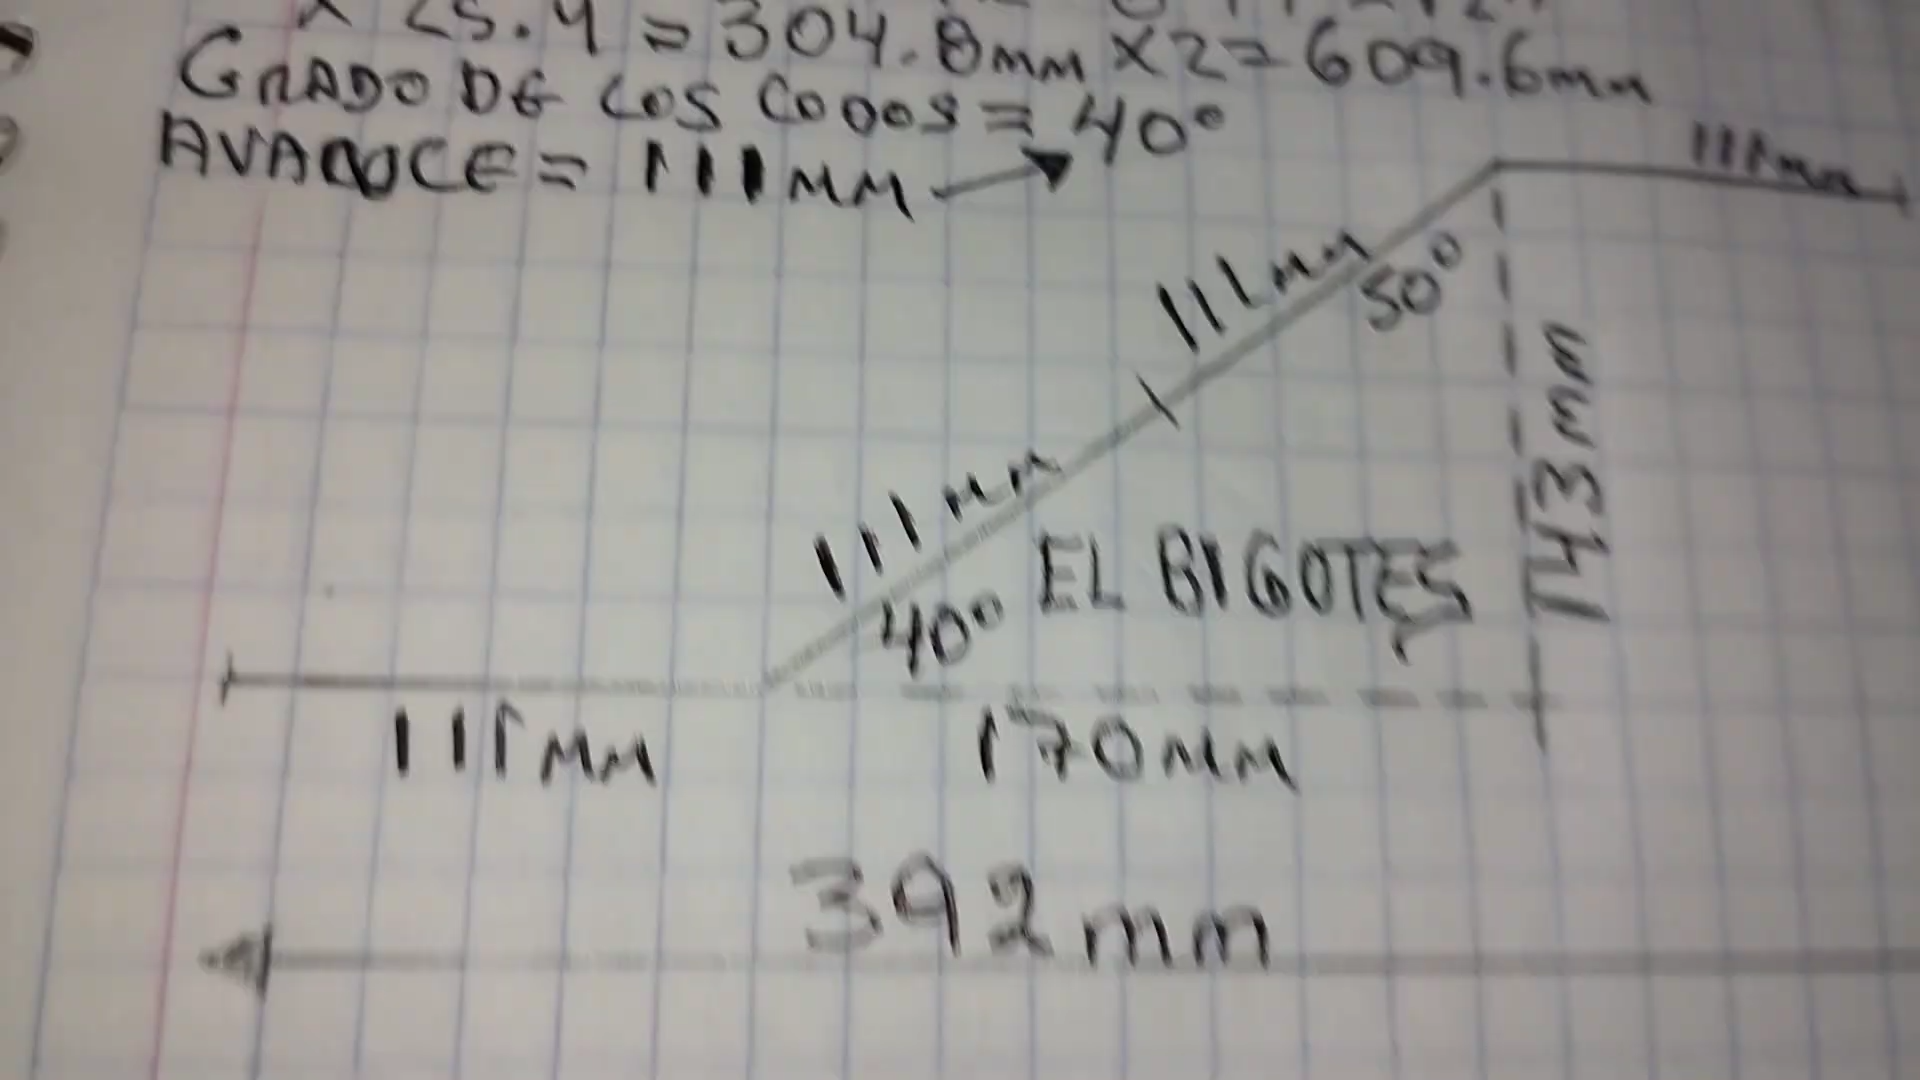 × 25.4 = 304.8mm × 2 = 609.6mm
GRADO DE LOS CODOS = 40°
AVANCE = 111MM
111mm
111MM
50°
143mm
111MM
40°
EL BIGOTES
111MM
170MM
392mm